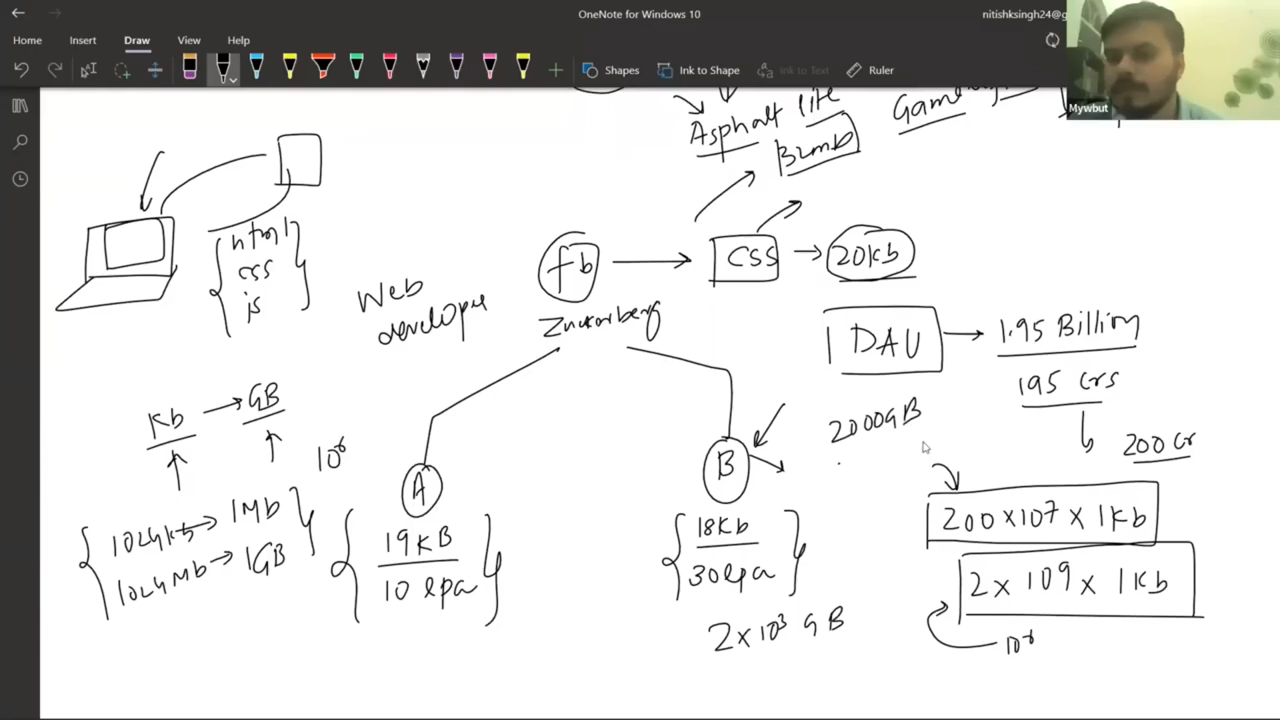 OneNote for Windows 10
nitishksingh24@g
Home
Insert
Draw
View
Help
Shapes
Ink to Shape
Ink to Text
Ruler
Mywbut
Asphalt lite
32mb
html
css
js
Web
fb
CSS
20kb
Zuckerberg
DAU
1.95 Billion
195 Crs
200 Cr
Kb
GB
10⁶
1024kb → 1Mb
1024Mb → 1GB
A
19KB
10 lpa
B
18Kb
30lpa
2000GB
200×10⁷ × 1Kb
2 × 10⁹ × 1Kb
2 × 10³ GB
10⁶